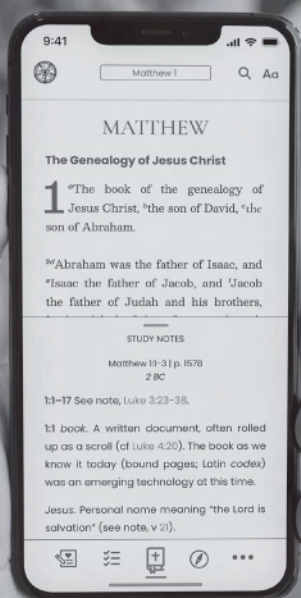 9:41
Matthew 1
Aa
MATTHEW
The Genealogy of Jesus Christ
1 aThe book of the genealogy of
Jesus Christ, bthe son of David, cthe
son of Abraham.
Abraham was the father of Isaac, and
eIsaac the father of Jacob, and fJacob
the father of Judah and his brothers,
STUDY NOTES
Matthew 1:1-3 | p. 1578
2 BC
1:1–17 See note, Luke 3:23–38.
1:1 book. A written document, often rolled
up as a scroll (cf Luke 4:20). The book as we
know it today (bound pages; Latin codex)
was an emerging technology at this time.
Jesus. Personal name meaning "the Lord is
salvation" (see note, v 21).